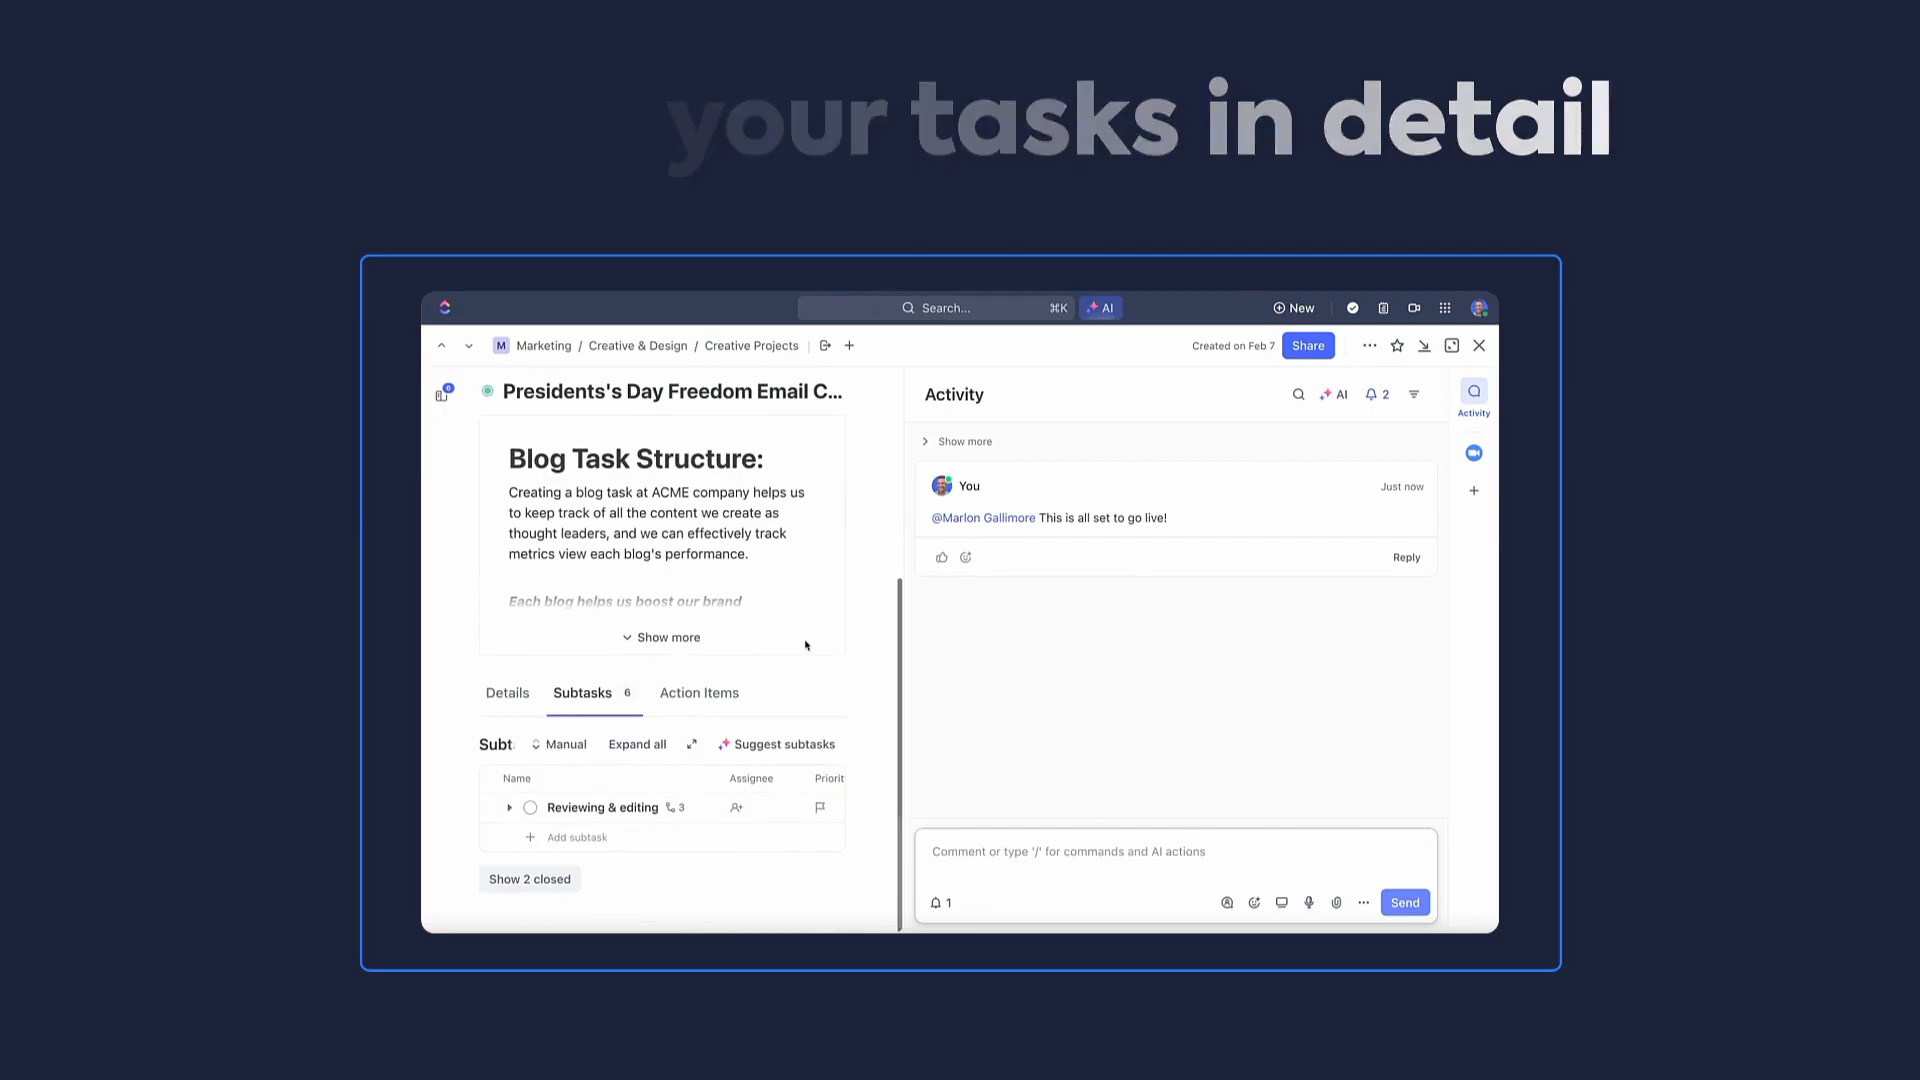 your tasks in detail
Search...
⌘K
AI
New
M Marketing / Creative & Design / Creative Projects
Created on Feb 7
Share
6
Presidents's Day Freedom Email C...
Blog Task Structure:
Creating a blog task at ACME company helps us
to keep track of all the content we create as
thought leaders, and we can effectively track
metrics view each blog's performance.
Each blog helps us boost our brand
Show more
Details
Subtasks 6
Action Items
Subt
Manual
Expand all
Suggest subtasks
Name
Assignee
Priorit
Reviewing & editing 3
Add subtask
Show 2 closed
Activity
AI
2
Show more
You
Just now
@Marlon Gallimore This is all set to go live!
Reply
Comment or type '/' for commands and AI actions
1
Send
Activity